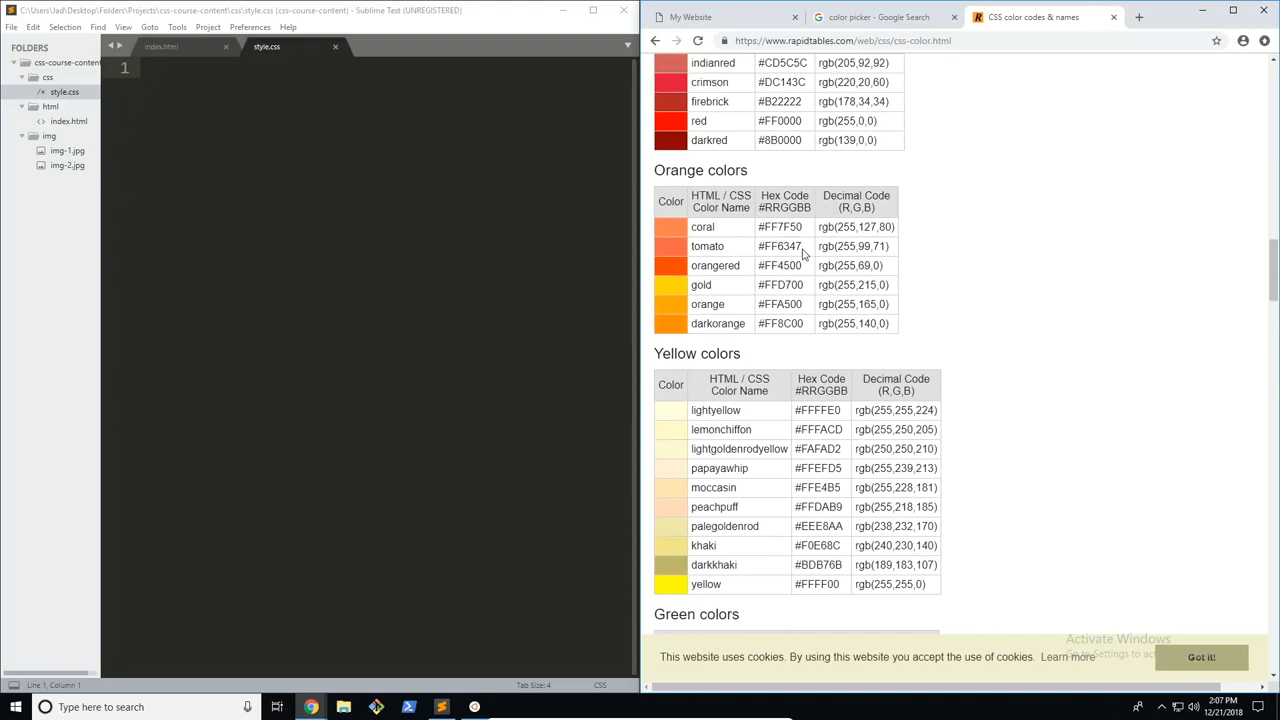 C:\Users\Jad\Desktop\Folders\Projects\css-course-content\css\style.css (css-course-content) - Sublime Text (UNREGISTERED)
File Edit Selection Find View Goto Tools Project Preferences Help
FOLDERS
css-course-conten
css
/* style.css
html
index.html
img
img-1.jpg
img-2.jpg
index.html
style.css
1
Line 1, Column 1
Tab Size: 4
CSS
My Website
color picker - Google Search
CSS color codes & names
https://www.rapidtables.com/web/css/css-color.html
indianred #CD5C5C rgb(205,92,92)
crimson #DC143C rgb(220,20,60)
firebrick #B22222 rgb(178,34,34)
red #FF0000 rgb(255,0,0)
darkred #8B0000 rgb(139,0,0)
Orange colors
Color HTML / CSS Color Name Hex Code #RRGGBB Decimal Code (R,G,B)
coral #FF7F50 rgb(255,127,80)
tomato #FF6347 rgb(255,99,71)
orangered #FF4500 rgb(255,69,0)
gold #FFD700 rgb(255,215,0)
orange #FFA500 rgb(255,165,0)
darkorange #FF8C00 rgb(255,140,0)
Yellow colors
Color HTML / CSS Color Name Hex Code #RRGGBB Decimal Code (R,G,B)
lightyellow #FFFFE0 rgb(255,255,224)
lemonchiffon #FFFACD rgb(255,250,205)
lightgoldenrodyellow #FAFAD2 rgb(250,250,210)
papayawhip #FFEFD5 rgb(255,239,213)
moccasin #FFE4B5 rgb(255,228,181)
peachpuff #FFDAB9 rgb(255,218,185)
palegoldenrod #EEE8AA rgb(238,232,170)
khaki #F0E68C rgb(240,230,140)
darkkhaki #BDB76B rgb(189,183,107)
yellow #FFFF00 rgb(255,255,0)
Green colors
Activate Windows
Go to Settings to
This website uses cookies. By using this website you accept the use of cookies. Learn more
Got it!
Type here to search
2:07 PM
12/21/2018